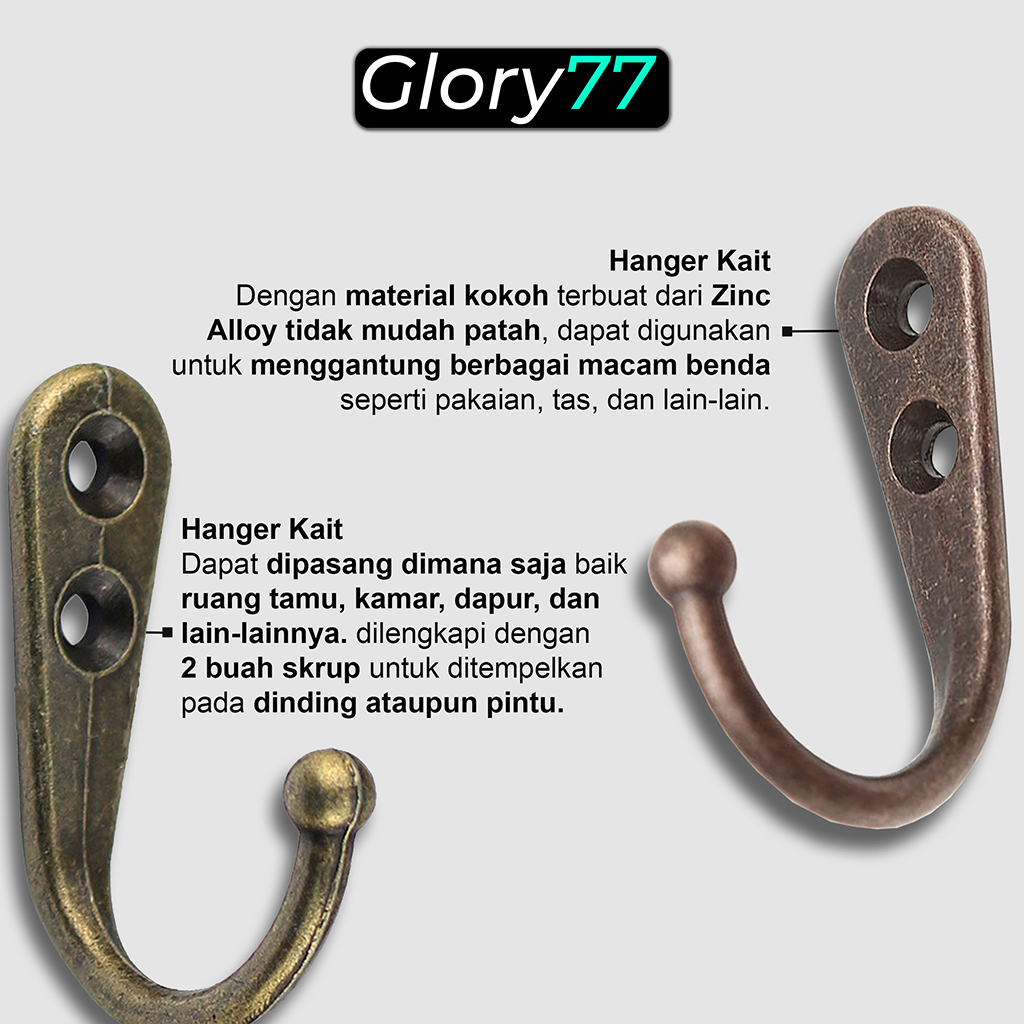 Glory77
Hanger Kait
Dengan material kokoh terbuat dari Zinc
Alloy tidak mudah patah, dapat digunakan
untuk menggantung berbagai macam benda
seperti pakaian, tas, dan lain-lain.
Hanger Kait
Dapat dipasang dimana saja baik
ruang tamu, kamar, dapur, dan
lain-lainnya. dilengkapi dengan
2 buah skrup untuk ditempelkan
pada dinding ataupun pintu.